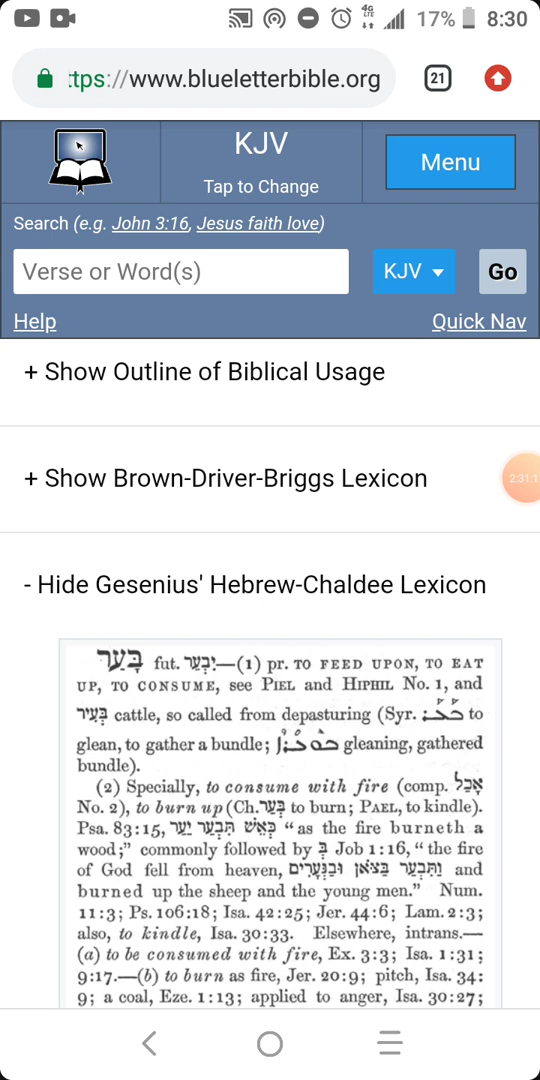 4G
LTE
17%
8:30
ttps://www.blueletterbible.org
21
KJV
Tap to Change
Menu
Search (e.g. John 3:16, Jesus faith love)
Verse or Word(s)
KJV
Go
Help
Quick Nav
+ Show Outline of Biblical Usage
+ Show Brown-Driver-Briggs Lexicon
2:31:1
- Hide Gesenius' Hebrew-Chaldee Lexicon
בָּעַר fut. יִבְעַר—(1) pr. TO FEED UPON, TO EAT
UP, TO CONSUME, see PIEL and HIPHIL No. 1, and
בְּעִיר cattle, so called from depasturing (Syr. to
glean, to gather a bundle; gleaning, gathered
bundle).
(2) Specially, to consume with fire (comp. אָכַל
No. 2), to burn up (Ch. בְּעַר to burn; PAEL, to kindle).
Psa. 83:15, כְּאֵשׁ תִּבְעַר יָעַר “as the fire burneth a
wood;” commonly followed by בְּ Job 1:16, “the fire
of God fell from heaven, וַתִּבְעַר בַּצֹּאן וּבַנְּעָרִים and
burned up the sheep and the young men.” Num.
11:3; Ps. 106:18; Isa. 42:25; Jer. 44:6; Lam. 2:3;
also, to kindle, Isa. 30:33. Elsewhere, intrans.—
(a) to be consumed with fire, Ex. 3:3; Isa. 1:31;
9:17.—(b) to burn as fire, Jer. 20:9; pitch, Isa. 34:
9; a coal, Eze. 1:13; applied to anger, Isa. 30:27;